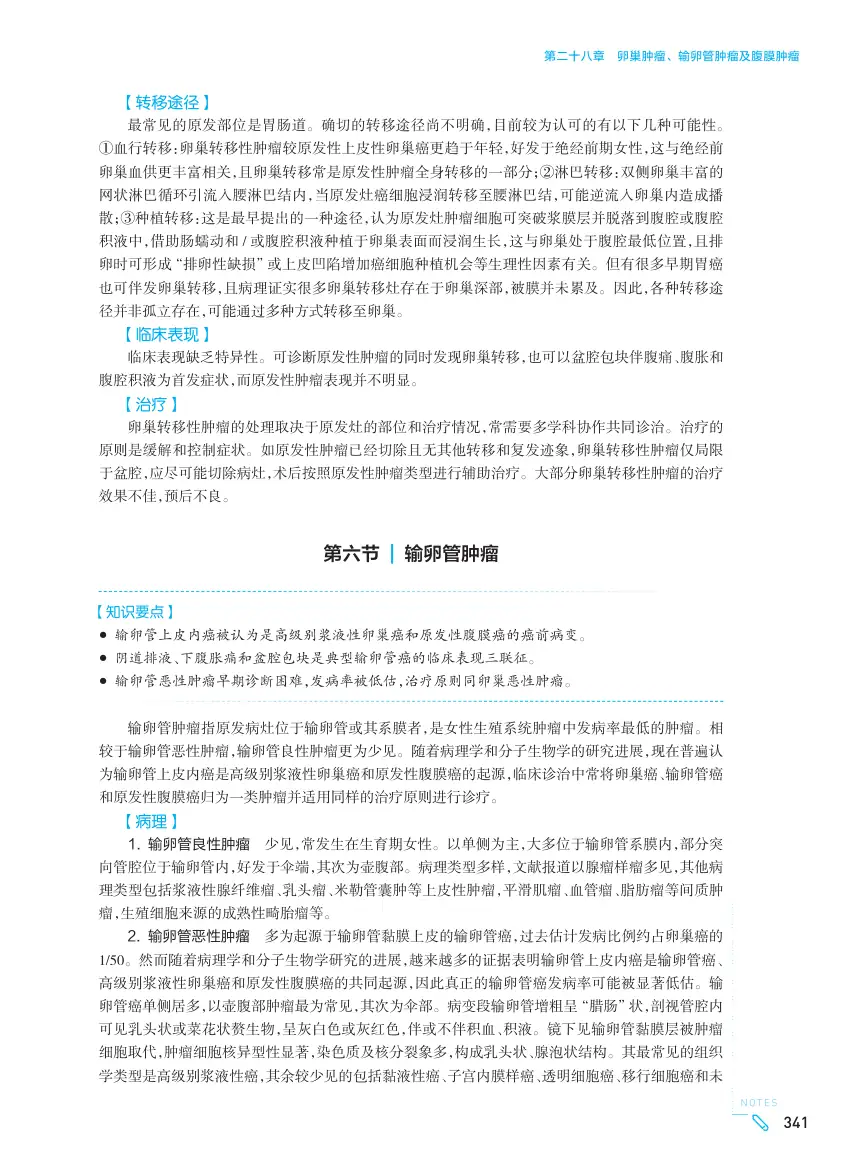 第二十八章 卵巢肿瘤、输卵管肿瘤及腹膜肿瘤
【转移途径】
最常见的原发部位是胃肠道。确切的转移途径尚不明确,目前较为认可的有以下几种可能性。
①血行转移:卵巢转移性肿瘤较原发性上皮性卵巢癌更趋于年轻,好发于绝经前期女性,这与绝经前
卵巢血供更丰富相关,且卵巢转移常是原发性肿瘤全身转移的一部分;②淋巴转移:双侧卵巢丰富的
网状淋巴循环引流入腰淋巴结内,当原发灶癌细胞浸润转移至腰淋巴结,可能逆流入卵巢内造成播
散;③种植转移:这是最早提出的一种途径,认为原发灶肿瘤细胞可突破浆膜层并脱落到腹腔或腹腔
积液中,借助肠蠕动和 / 或腹腔积液种植于卵巢表面而浸润生长,这与卵巢处于腹腔最低位置,且排
卵时可形成“排卵性缺损”或上皮凹陷增加癌细胞种植机会等生理性因素有关。但有很多早期胃癌
也可伴发卵巢转移,且病理证实很多卵巢转移灶存在于卵巢深部,被膜并未累及。因此,各种转移途
径并非孤立存在,可能通过多种方式转移至卵巢。
【临床表现】
临床表现缺乏特异性。可诊断原发性肿瘤的同时发现卵巢转移,也可以盆腔包块伴腹痛、腹胀和
腹腔积液为首发症状,而原发性肿瘤表现并不明显。
【治疗】
卵巢转移性肿瘤的处理取决于原发灶的部位和治疗情况,常需要多学科协作共同诊治。治疗的
原则是缓解和控制症状。如原发性肿瘤已经切除且无其他转移和复发迹象,卵巢转移性肿瘤仅局限
于盆腔,应尽可能切除病灶,术后按照原发性肿瘤类型进行辅助治疗。大部分卵巢转移性肿瘤的治疗
效果不佳,预后不良。
第六节 | 输卵管肿瘤
【知识要点】
● 输卵管上皮内癌被认为是高级别浆液性卵巢癌和原发性腹膜癌的癌前病变。
● 阴道排液、下腹胀痛和盆腔包块是典型输卵管癌的临床表现三联征。
● 输卵管恶性肿瘤早期诊断困难,发病率被低估,治疗原则同卵巢恶性肿瘤。
输卵管肿瘤指原发病灶位于输卵管或其系膜者,是女性生殖系统肿瘤中发病率最低的肿瘤。相
较于输卵管恶性肿瘤,输卵管良性肿瘤更为少见。随着病理学和分子生物学的研究进展,现在普遍认
为输卵管上皮内癌是高级别浆液性卵巢癌和原发性腹膜癌的起源,临床诊治中常将卵巢癌、输卵管癌
和原发性腹膜癌归为一类肿瘤并适用同样的治疗原则进行诊疗。
【病理】
1. 输卵管良性肿瘤 少见,常发生在生育期女性。以单侧为主,大多位于输卵管系膜内,部分突
向管腔位于输卵管内,好发于伞端,其次为壶腹部。病理类型多样,文献报道以腺瘤样瘤多见,其他病
理类型包括浆液性腺纤维瘤、乳头瘤、米勒管囊肿等上皮性肿瘤,平滑肌瘤、血管瘤、脂肪瘤等间质肿
瘤,生殖细胞来源的成熟性畸胎瘤等。
2. 输卵管恶性肿瘤 多为起源于输卵管黏膜上皮的输卵管癌,过去估计发病比例约占卵巢癌的
1/50。然而随着病理学和分子生物学研究的进展,越来越多的证据表明输卵管上皮内癌是输卵管癌、
高级别浆液性卵巢癌和原发性腹膜癌的共同起源,因此真正的输卵管癌发病率可能被显著低估。输
卵管癌单侧居多,以壶腹部肿瘤最为常见,其次为伞部。病变段输卵管增粗呈“腊肠”状,剖视管腔内
可见乳头状或菜花状赘生物,呈灰白色或灰红色,伴或不伴积血、积液。镜下见输卵管黏膜层被肿瘤
细胞取代,肿瘤细胞核异型性显著,染色质及核分裂象多,构成乳头状、腺泡状结构。其最常见的组织
学类型是高级别浆液性癌,其余较少见的包括黏液性癌、子宫内膜样癌、透明细胞癌、移行细胞癌和未
NOTES
341